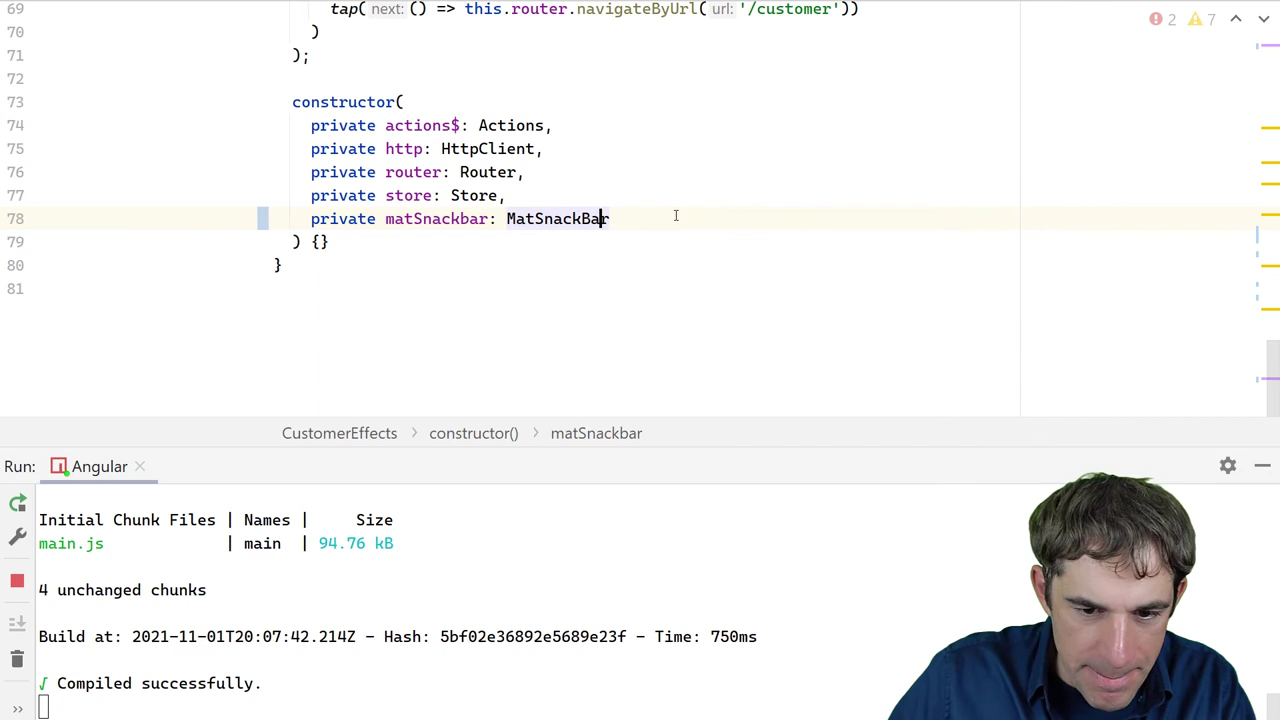 69 tap( next: () => this.router.navigateByUrl( url: '/customer'))
2 7
70 )
71 );
72
73 constructor(
74 private actions$: Actions,
75 private http: HttpClient,
76 private router: Router,
77 private store: Store,
78 private matSnackbar: MatSnackBar
79 ) {}
80 }
81
CustomerEffects > constructor() > matSnackbar
Run: Angular
Initial Chunk Files | Names | Size
main.js | main | 94.76 kB
4 unchanged chunks
Build at: 2021-11-01T20:07:42.214Z - Hash: 5bf02e36892e5689e23f - Time: 750ms
√ Compiled successfully.